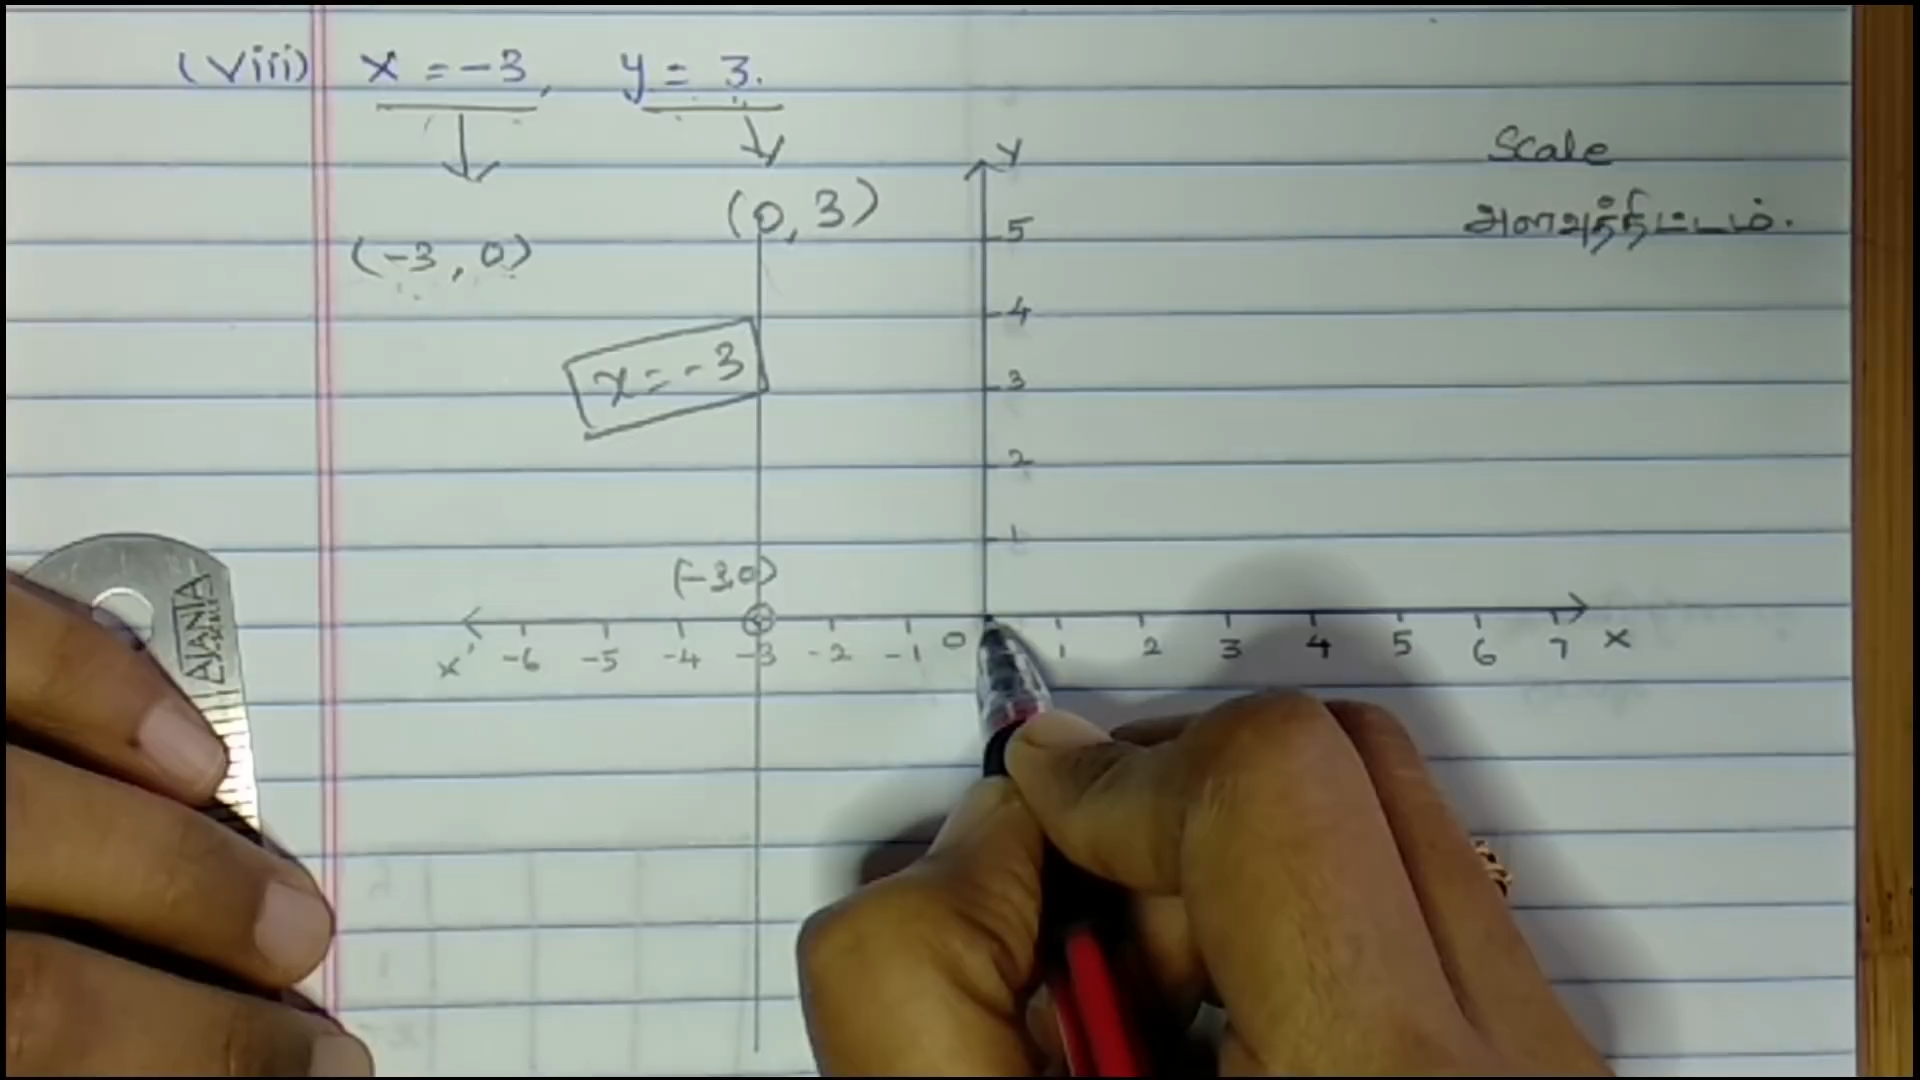 (viii) x = -3, y = 3.
Scale
அளவுத்திட்டம்.
(0, 3)
(-3, 0)
y
5
4
3
2
1
x = -3
(-3,0)
x' -6 -5 -4 -3 -2 -1 0 1 2 3 4 5 6 7 x
AJANTA